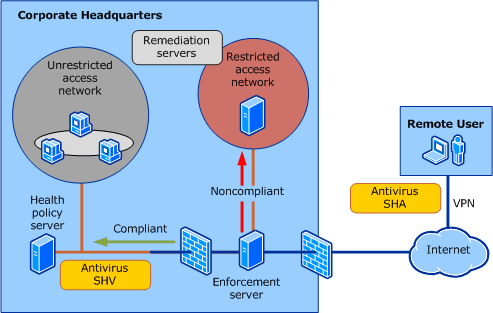 Corporate Headquarters
Remediation
servers
Unrestricted
access
network
Restricted
access
network
Remote User
Noncompliant
Antivirus
SHA
VPN
Health
policy
server
Compliant
Internet
Antivirus
SHV
Enforcement
server